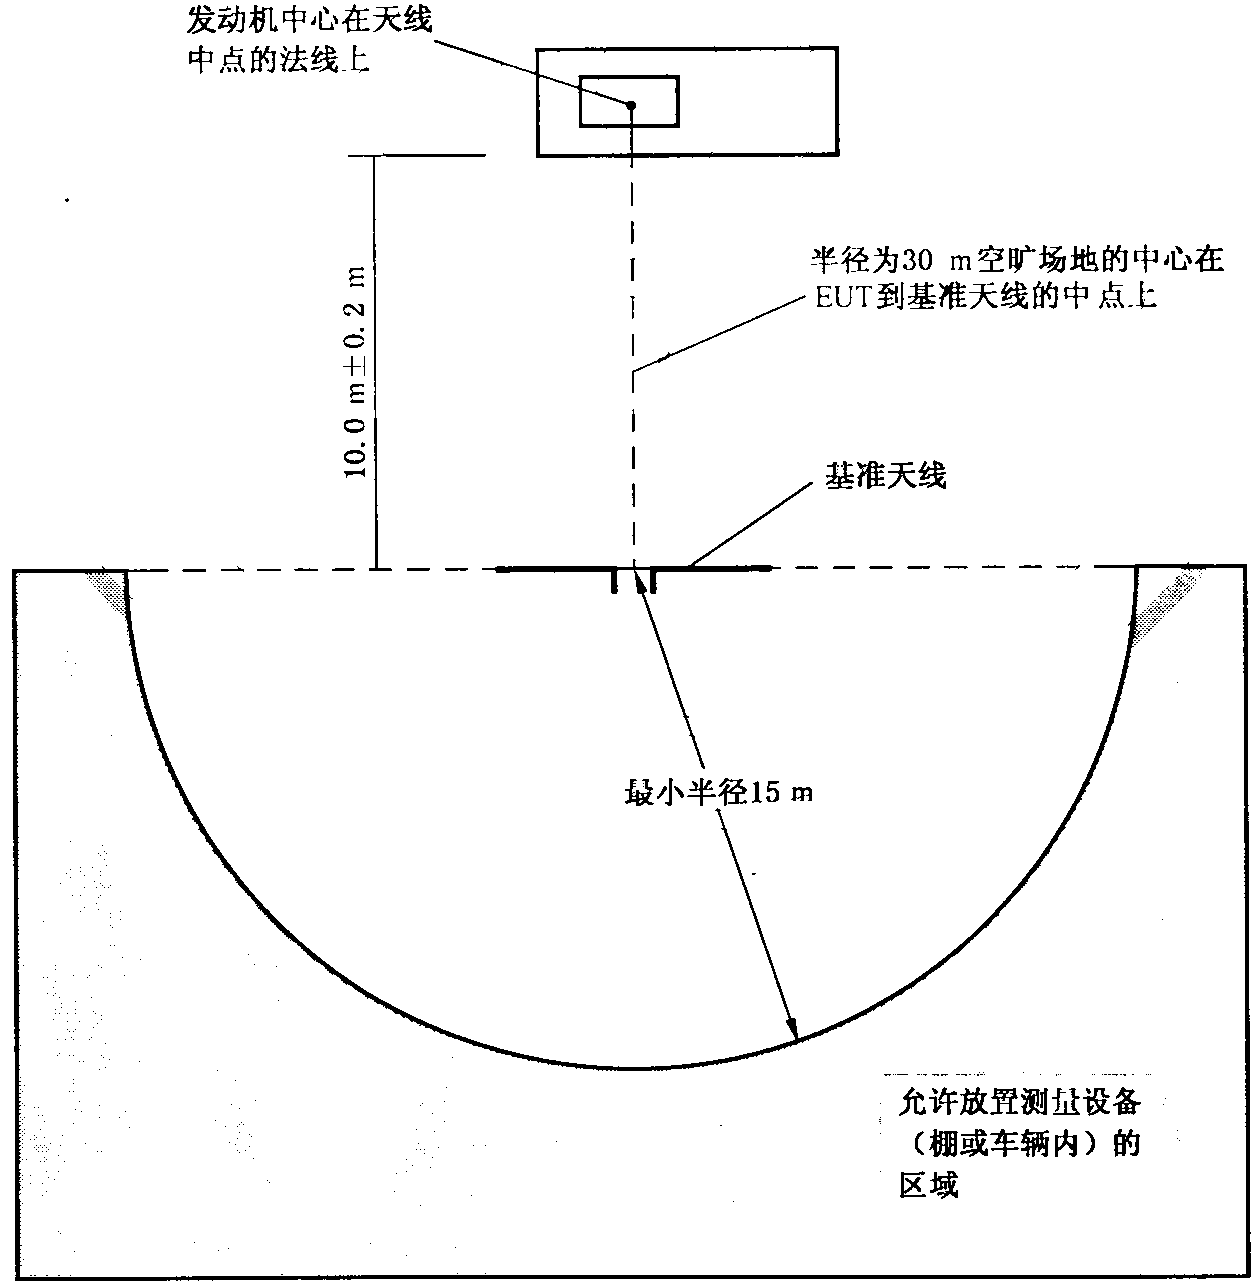 发动机中心在天线
中点的法线上
半径为30 m空旷场地的中心在
EUT到基准天线的中点上
10.0 m±0.2 m
基准天线
最小半径15 m
允许放置测量设备
（棚或车辆内）的
区域